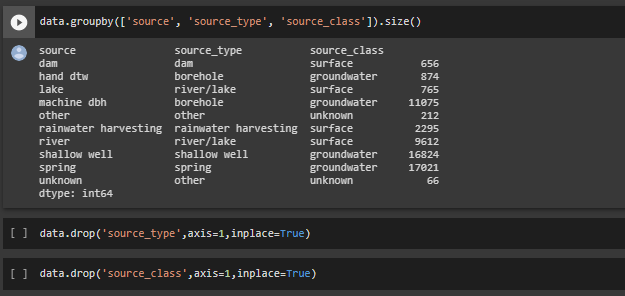 data.groupby(['source', 'source_type', 'source_class']).size()
source source_type source_class
dam dam surface 656
hand dtw borehole groundwater 874
lake river/lake surface 765
machine dbh borehole groundwater 11075
other other unknown 212
rainwater harvesting rainwater harvesting surface 2295
river river/lake surface 9612
shallow well shallow well groundwater 16824
spring spring groundwater 17021
unknown other unknown 66
dtype: int64
[ ] data.drop('source_type',axis=1,inplace=True)
[ ] data.drop('source_class',axis=1,inplace=True)